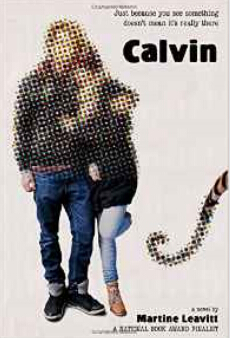 Just because you see something
doesn't mean it's really there
Calvin
a novel by
Martine Leavitt
A NATIONAL BOOK AWARD FINALIST